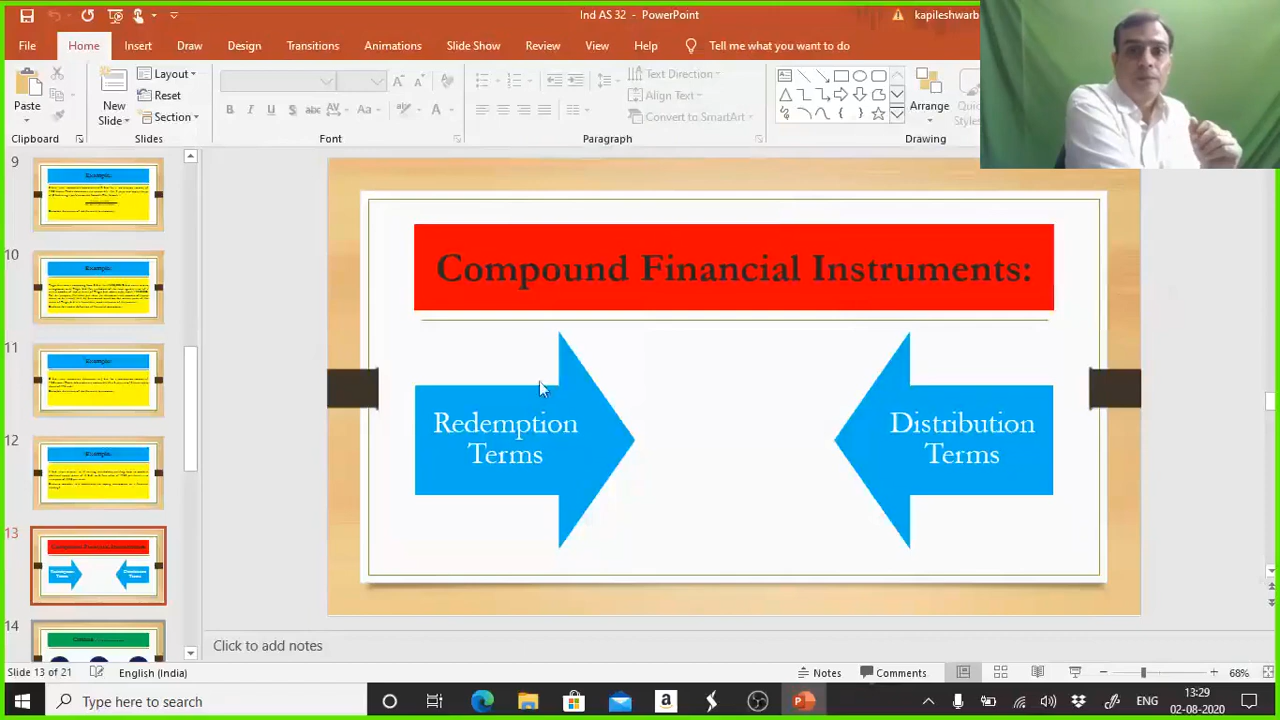 Ind AS 32 - PowerPoint
kapileshwarb
File
Home
Insert
Draw
Design
Transitions
Animations
Slide Show
Review
View
Help
Tell me what you want to do
Paste
New Slide
Layout
Reset
Section
Text Direction
Align Text
Convert to SmartArt
Arrange
Clipboard
Slides
Font
Paragraph
Drawing
9
10
11
12
13
14
Compound Financial Instruments:
Redemption
Terms
Distribution
Terms
Click to add notes
Slide 13 of 21
English (India)
Notes
Comments
68%
Type here to search
ENG
13:29
02-08-2020